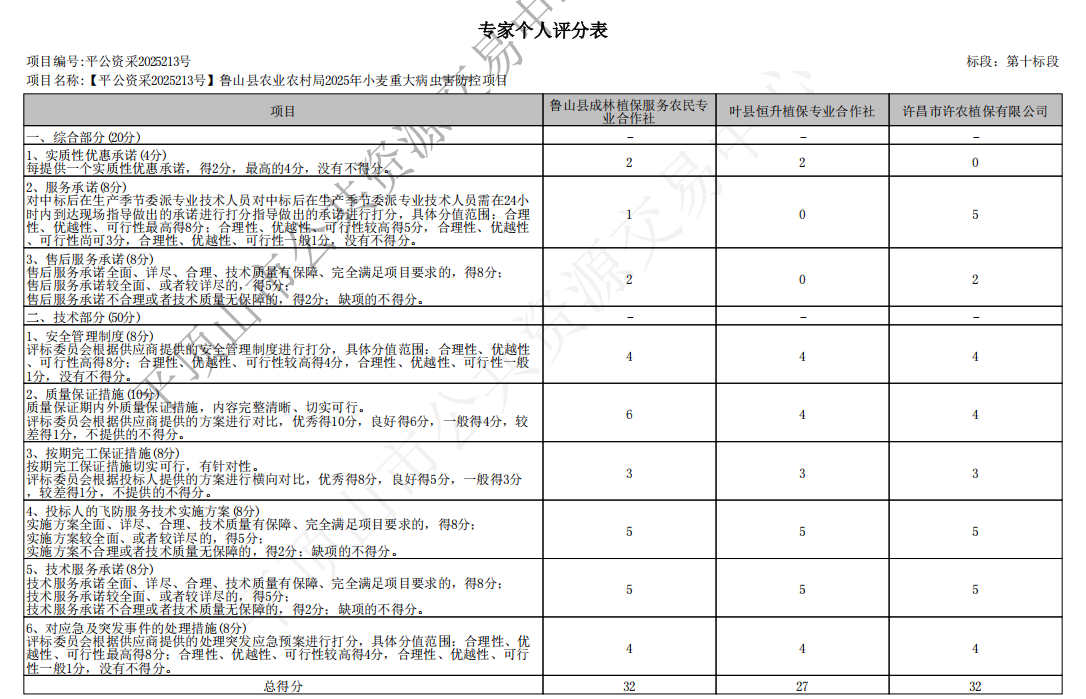 专家个人评分表
项目编号:平公资采2025213号
标段：第十标段
项目名称:【平公资采2025213号】鲁山县农业农村局2025年小麦重大病虫害防控项目
项目 鲁山县成林植保服务农民专业合作社 叶县恒升植保专业合作社 许昌市许农植保有限公司
一、综合部分(20分) － － －
1、实质性优惠承诺(4分)
每提供一个实质性优惠承诺，得2分，最高的4分，没有不得分。
2 2 0
2、服务承诺(8分)
对中标后在生产季节委派专业技术人员对中标后在生产季节委派专业技术人员需在24小
时内到达现场指导做出的承诺进行打分指导做出的承诺进行打分，具体分值范围：合理
性、优越性、可行性最高得8分；合理性、优越性、可行性较高得5分，合理性、优越性
、可行性尚可3分，合理性、优越性、可行性一般1分，没有不得分。
1 0 5
3、售后服务承诺(8分)
售后服务承诺全面、详尽、合理、技术质量有保障、完全满足项目要求的，得8分；
售后服务承诺较全面、或者较详尽的，得5分；
售后服务承诺不合理或者技术质量无保障的，得2分；缺项的不得分。
2 0 2
二、技术部分(50分) － － －
1、安全管理制度(8分)
评标委员会根据供应商提供的安全管理制度进行打分，具体分值范围：合理性、优越性
、可行性高得8分；合理性、优越性、可行性较高得4分，合理性、优越性、可行性一般
1分，没有不得分。
4 4 4
2、质量保证措施(10分)
质量保证期内外质量保证措施，内容完整清晰、切实可行。
评标委员会根据供应商提供的方案进行对比，优秀得10分，良好得6分，一般得4分，较
差得1分，不提供的不得分。
6 4 4
3、按期完工保证措施(8分)
按期完工保证措施切实可行，有针对性。
评标委员会根据投标人提供的方案进行横向对比，优秀得8分，良好得5分，一般得3分
，较差得1分，不提供的不得分。
3 3 3
4、投标人的飞防服务技术实施方案(8分)
实施方案全面、详尽、合理、技术质量有保障、完全满足项目要求的，得8分；
实施方案较全面、或者较详尽的，得5分；
实施方案不合理或者技术质量无保障的，得2分；缺项的不得分。
5 5 5
5、技术服务承诺(8分)
技术服务承诺全面、详尽、合理、技术质量有保障、完全满足项目要求的，得8分；
技术服务承诺较全面、或者较详尽的，得5分；
技术服务承诺不合理或者技术质量无保障的，得2分；缺项的不得分。
5 5 5
6、对应急及突发事件的处理措施(8分)
评标委员会根据供应商提供的处理突发应急预案进行打分，具体分值范围：合理性、优
越性、可行性最高得8分；合理性、优越性、可行性较高得4分，合理性、优越性、可行
性一般1分，没有不得分。
4 4 4
总得分 32 27 32
平顶山市公共资源交易中
平顶山市公共资源交易中心